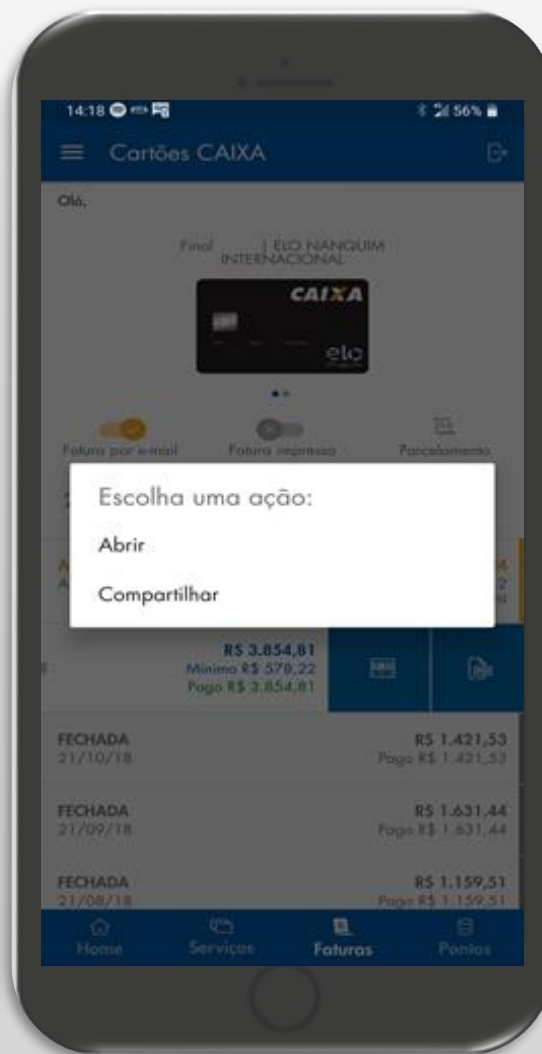 14:18
56%
Cartões CAIXA
Olá,
Final | ELO NANQUIM
INTERNACIONAL
CAIXA
elo
Fatura por e-mail
Fatura impressa
Parcelamento
Escolha uma ação:
Abrir
Compartilhar
R$ 3.854,81
Mínimo R$ 578,22
Pago R$ 3.854,81
FECHADA
R$ 1.421,53
21/10/18
Pago R$ 1.421,53
FECHADA
R$ 1.631,44
21/09/18
Pago R$ 1.631,44
FECHADA
R$ 1.159,51
21/08/18
Pago R$ 1.159,51
Home
Serviços
Faturas
Pontos